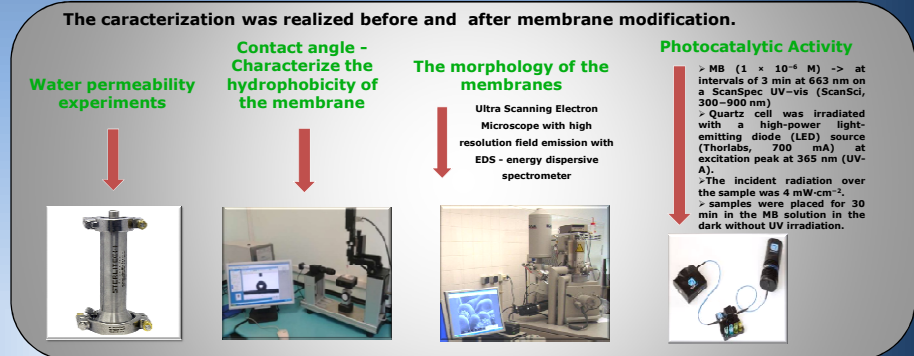 The caracterization was realized before and  after membrane modification.
Water permeability
experiments
Contact angle -
Characterize the
hydrophobicity of
the membrane
The morphology of the
membranes
Ultra Scanning Electron
Microscope with high
resolution field emission with
EDS - energy dispersive
spectrometer
Photocatalytic Activity
➢ MB (1 × 10⁻⁶ M) -> at
intervals of 3 min at 663 nm on
a ScanSpec UV−vis (ScanSci,
300−900 nm)
➢ Quartz cell was irradiated
with a high-power light-
emitting diode (LED) source
(Thorlabs, 700 mA) at
excitation peak at 365 nm (UV-
A).
➢The incident radiation over
the sample was 4 mW·cm⁻².
➢ samples were placed for 30
min in the MB solution in the
dark without UV irradiation.
STERLITECH